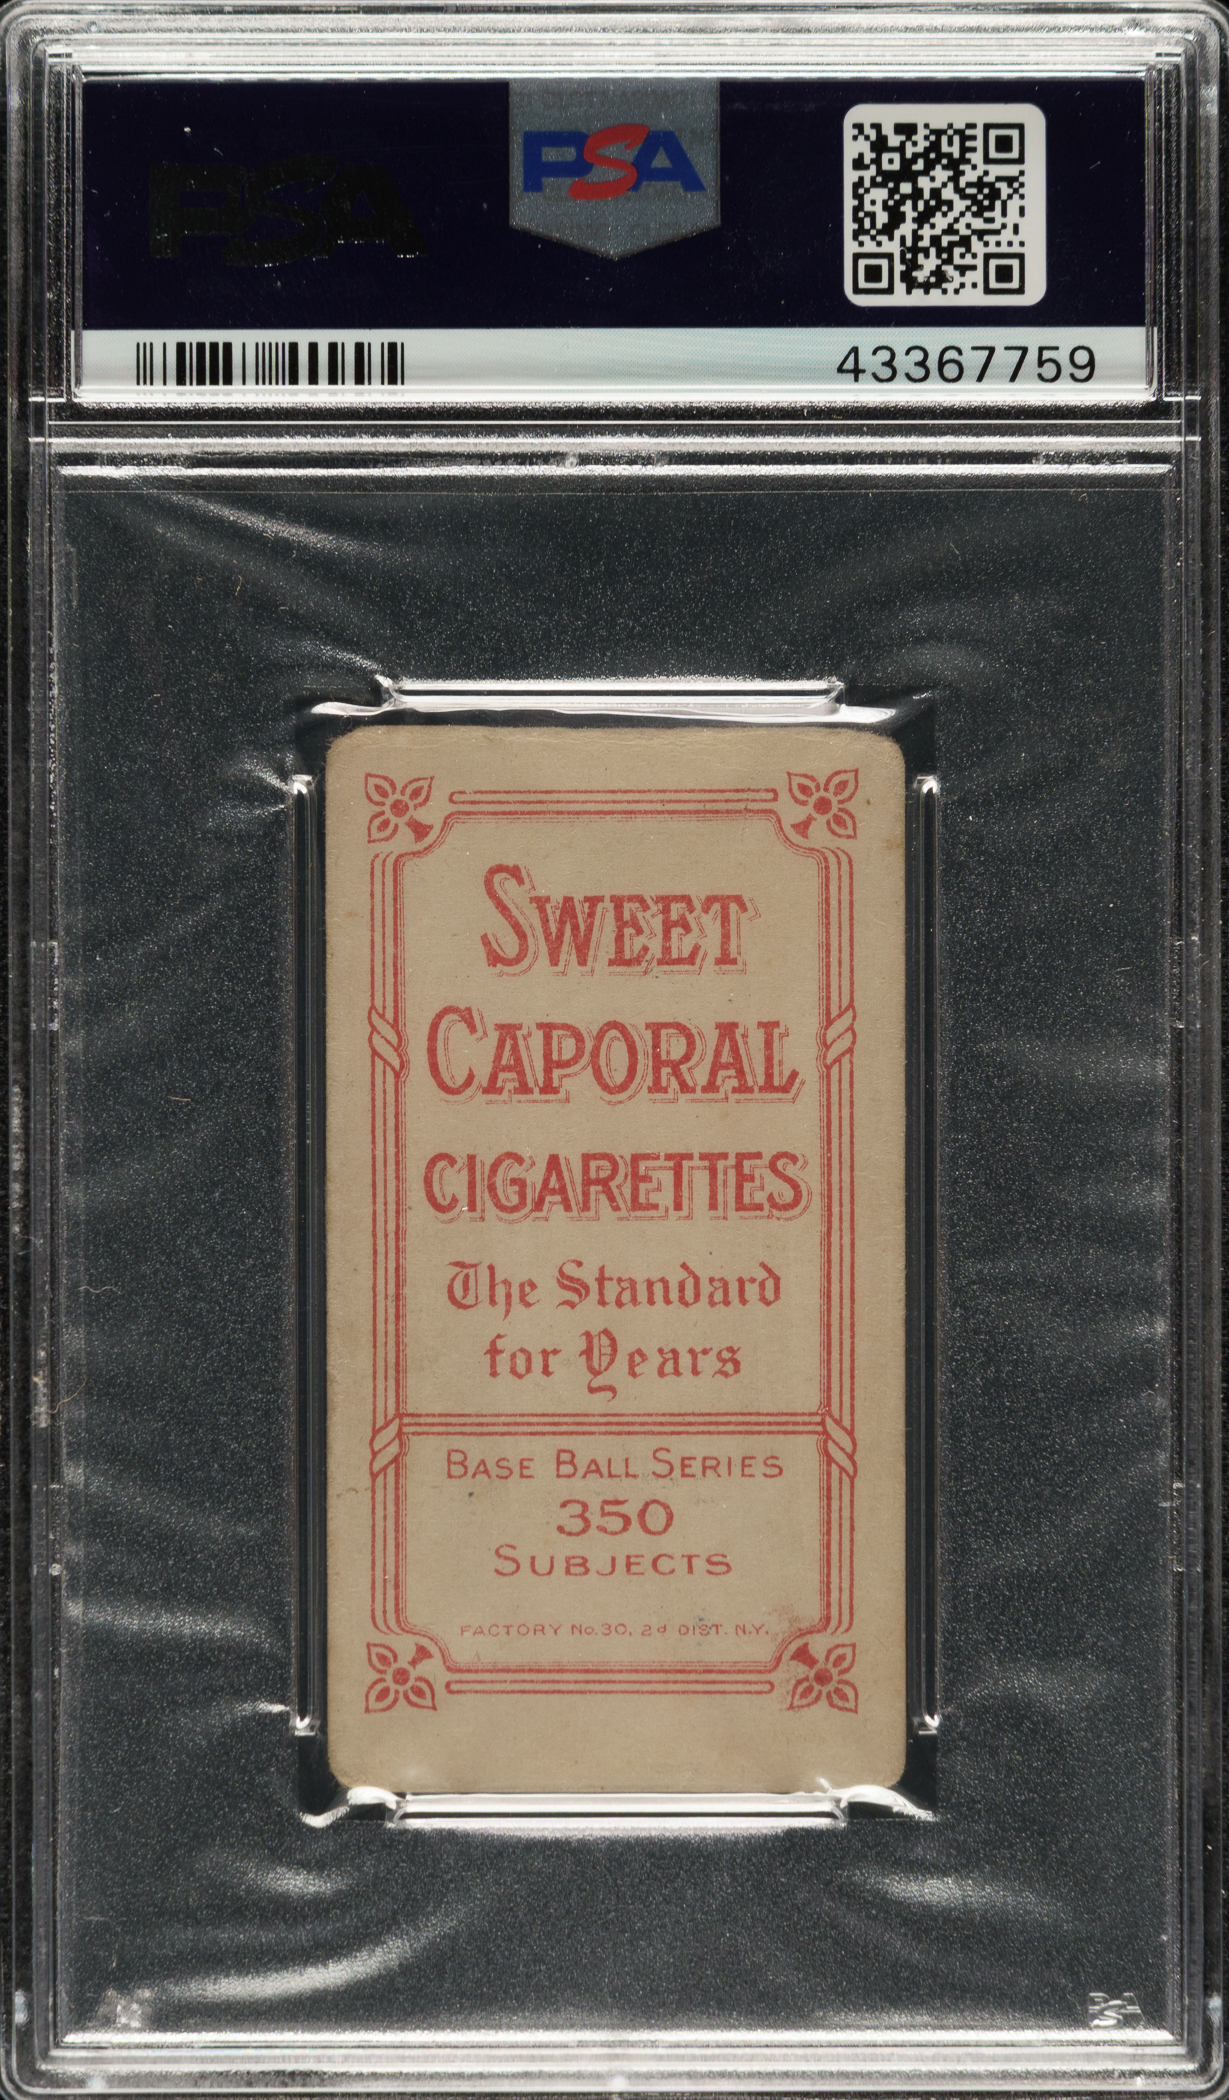 PSA
PSA
43367759
SWEET
CAPORAL
CIGARETTES
The Standard
for Years
BASE BALL SERIES
350
SUBJECTS
FACTORY No. 30, 2d DIST. N.Y.
PSA